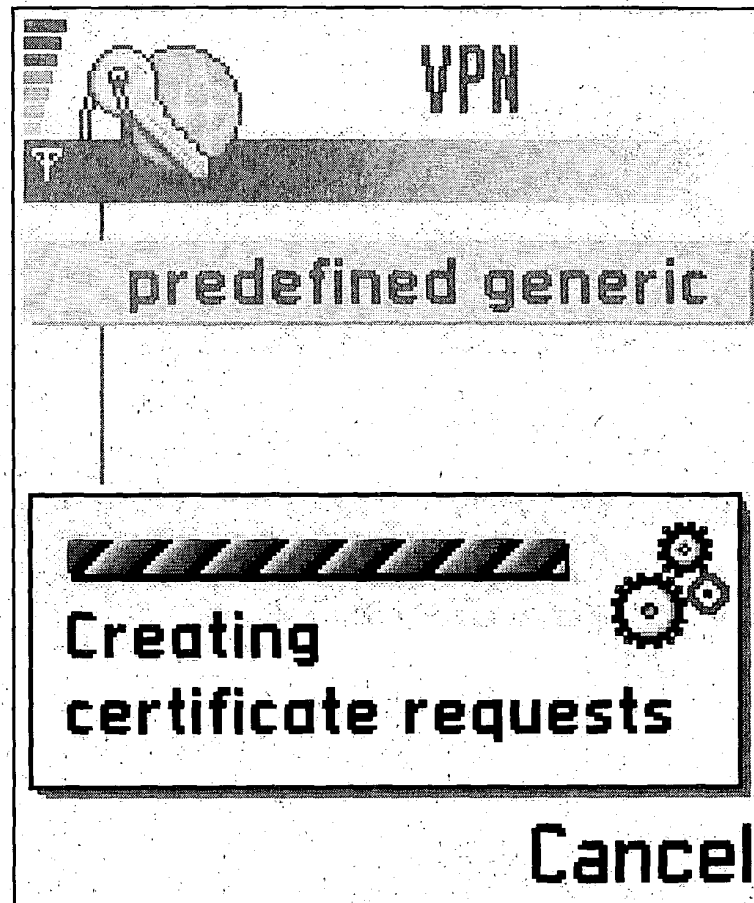 VPN
predefined generic
Creating
certificate requests
Cancel